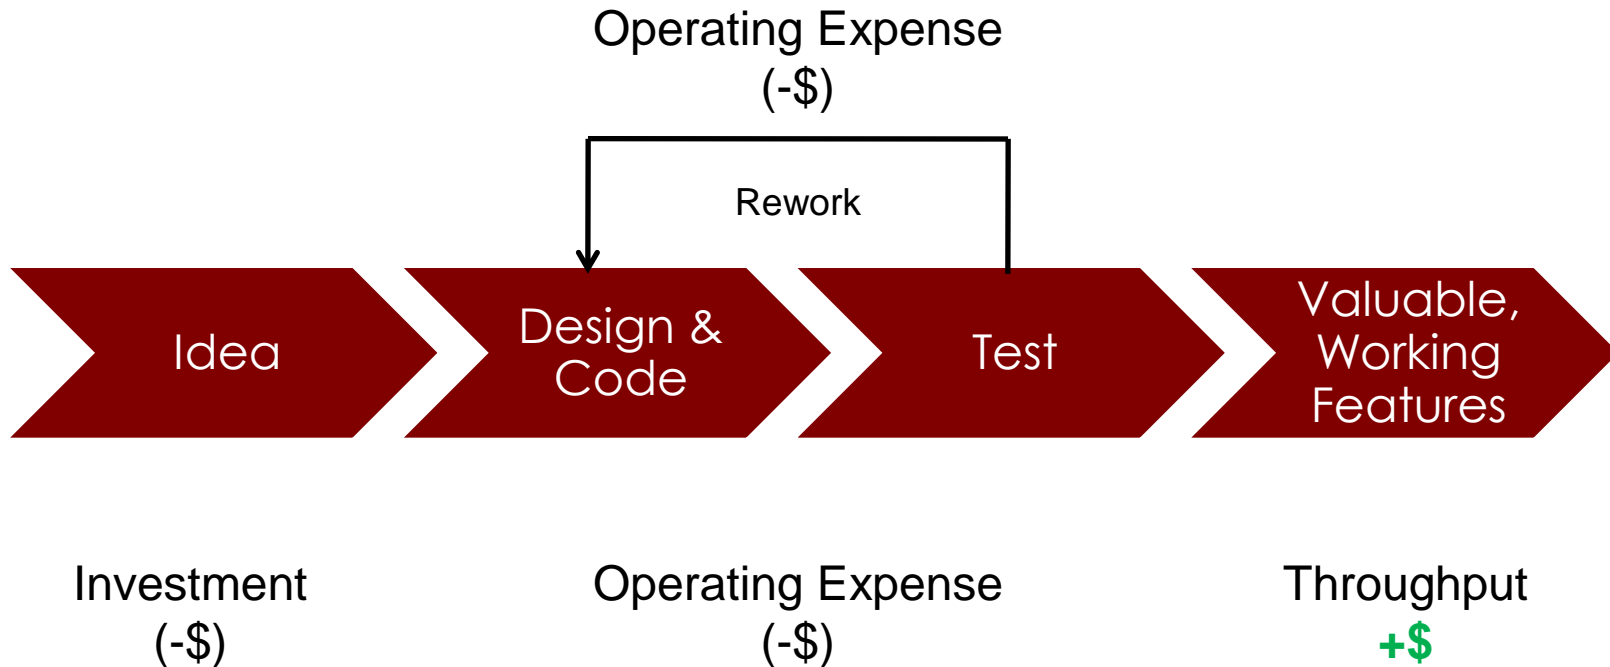 Operating Expense
(-$)
Rework
Idea
Design &
Code
Test
Valuable,
Working
Features
Investment
(-$)
Operating Expense
(-$)
Throughput
+$